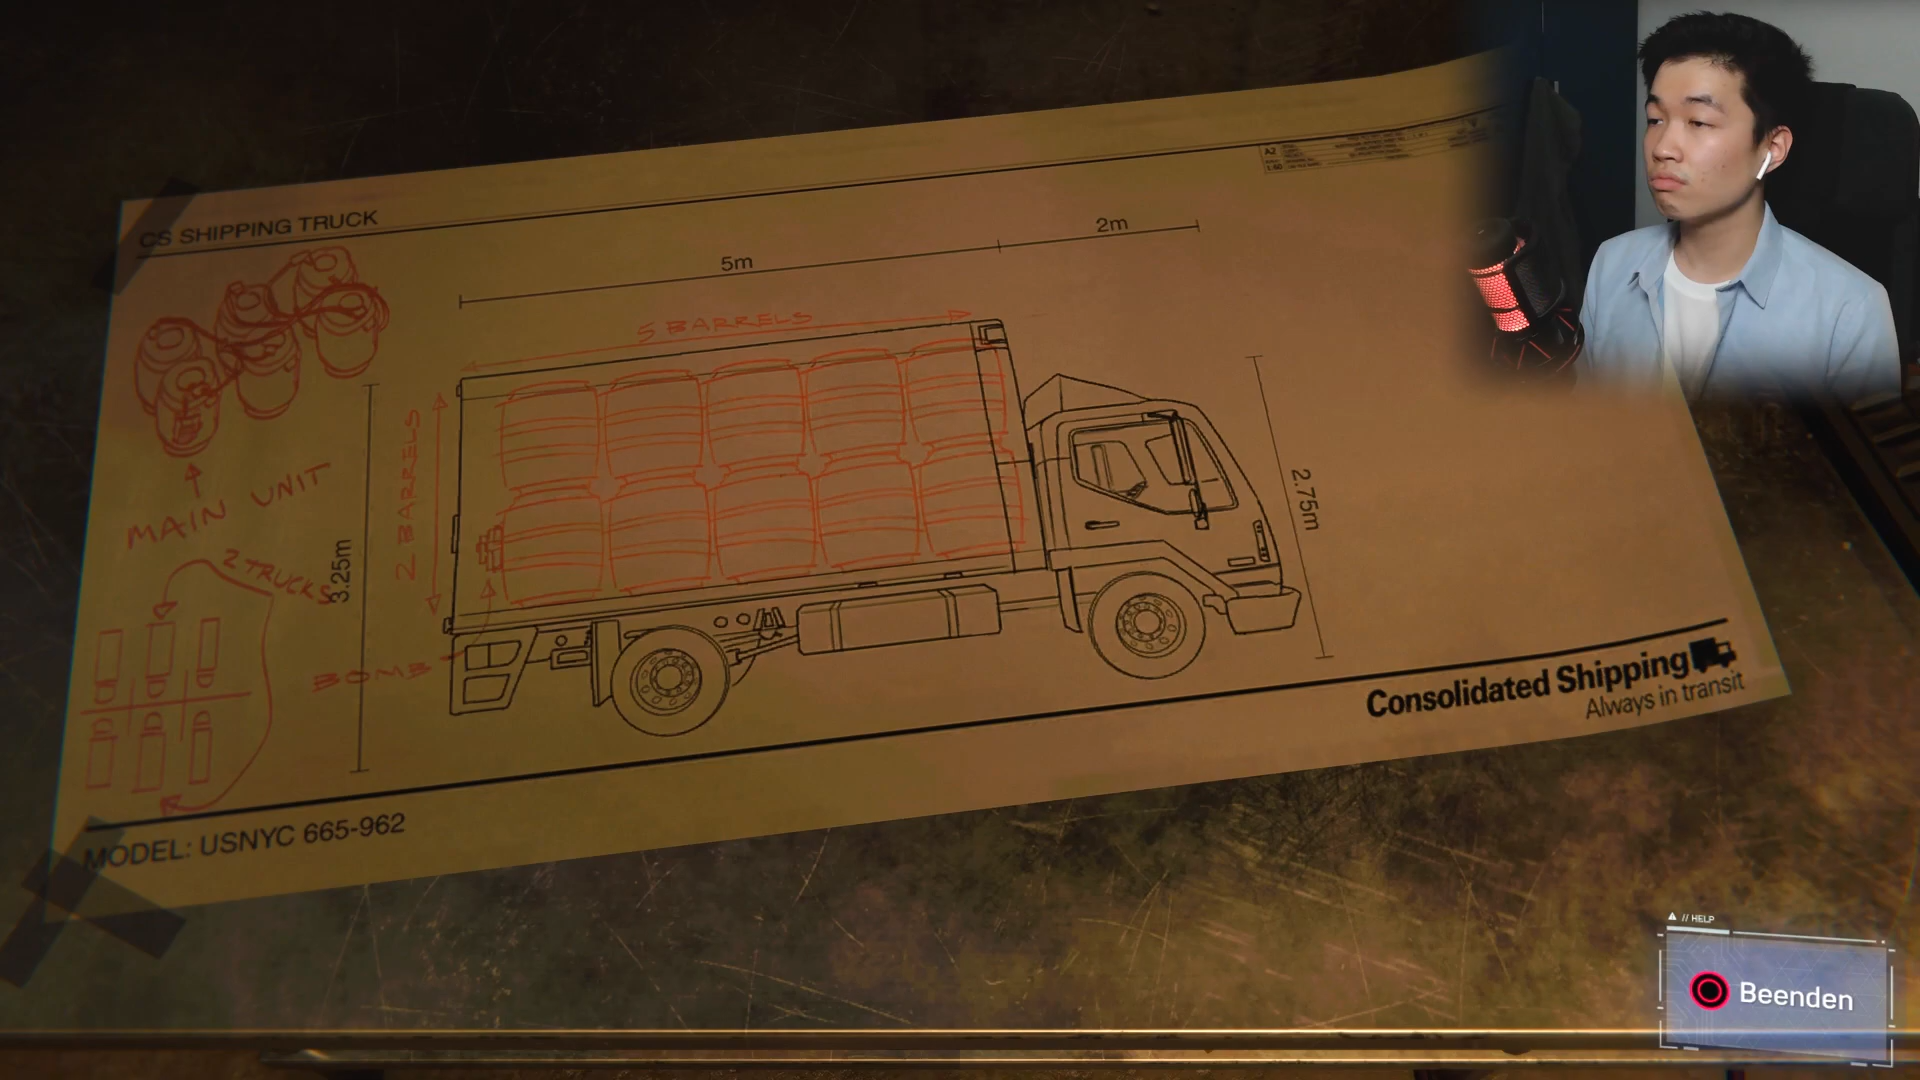 CS SHIPPING TRUCK
5m
2m
5 BARRELS
2 BARRELS
MAIN UNIT
2 TRUCKS
3.25m
2.75m
BOMB
Consolidated Shipping
Always in transit
MODEL: USNYC 665-962
// HELP
Beenden
A2